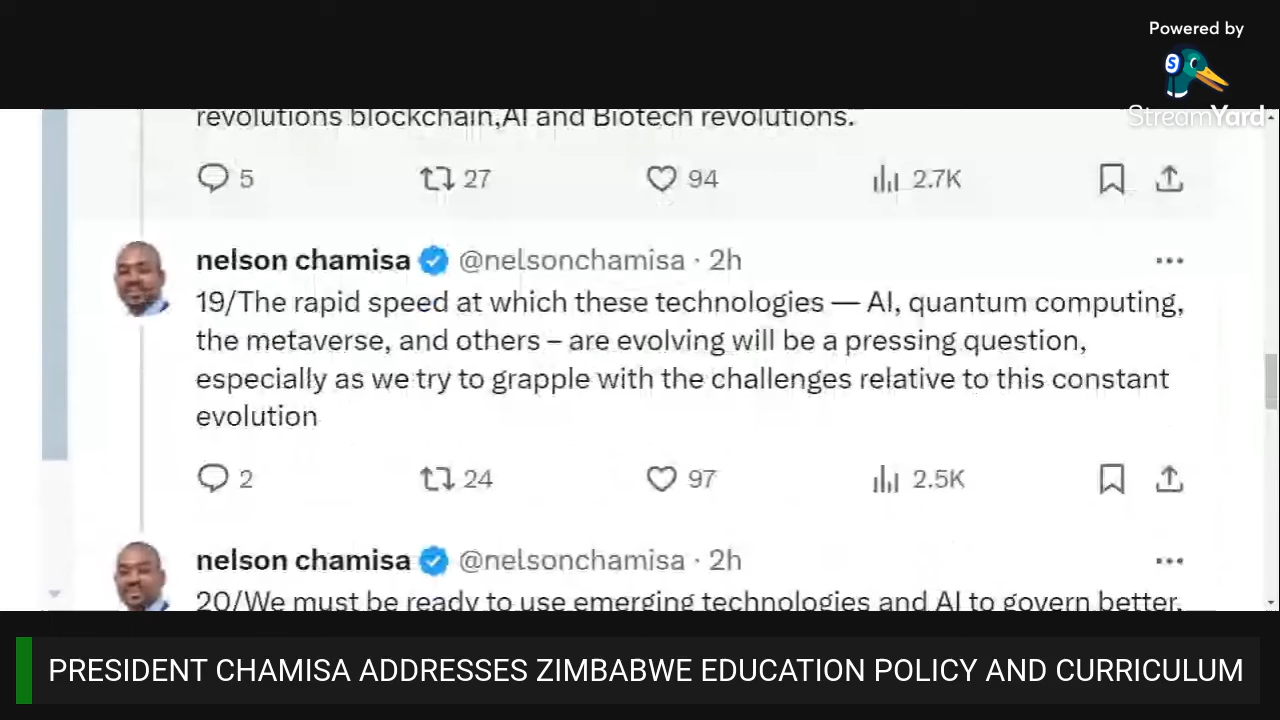 Powered by
StreamYard
revolutions blockchain,AI and Biotech revolutions.
5 27 94 2.7K
nelson chamisa @nelsonchamisa · 2h
19/The rapid speed at which these technologies — AI, quantum computing,
the metaverse, and others – are evolving will be a pressing question,
especially as we try to grapple with the challenges relative to this constant
evolution
2 24 97 2.5K
nelson chamisa @nelsonchamisa · 2h
20/We must be ready to use emerging technologies and AI to govern better,
PRESIDENT CHAMISA ADDRESSES ZIMBABWE EDUCATION POLICY AND CURRICULUM